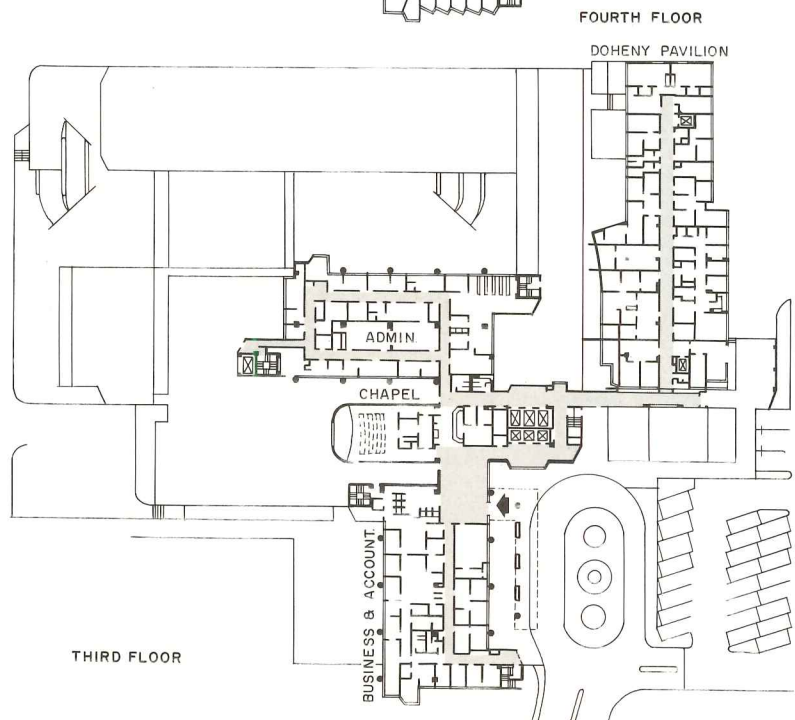 FOURTH FLOOR
DOHENY PAVILION
ADMIN.
CHAPEL
BUSINESS & ACCOUNT.
THIRD FLOOR